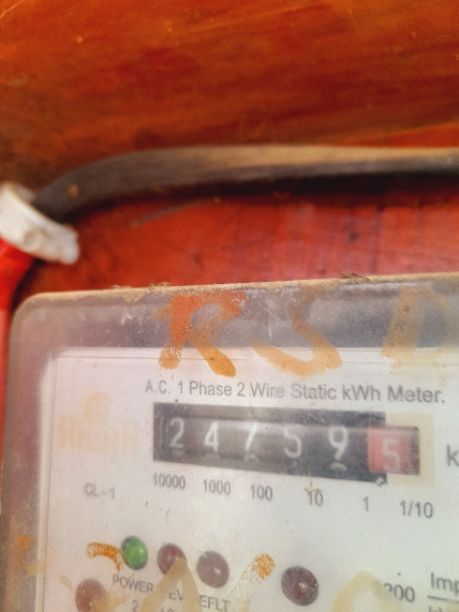 RSD
A.C. 1 Phase 2 Wire Static kWh Meter.
2 4 7 5 9 5
CL-1 10000 1000 100 10 1 1/10
POWER